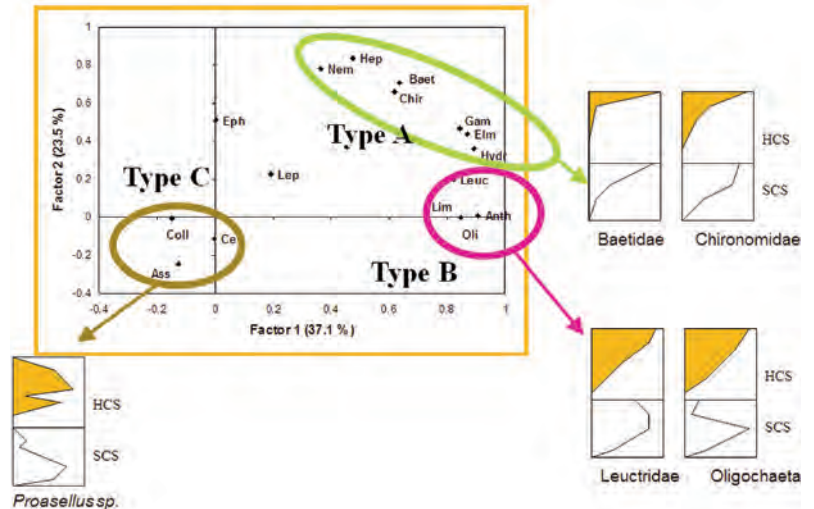 Factor 2 (23.5 %)
1
0.8
0.6
0.4
0.2
0
-0.2
-0.4
-0.4
-0.2
0
0.2
0.4
0.6
0.8
1
Factor 1 (37.1 %)
Hep
Nem
Baet
Chir
Eph
Gam
Elm
Hydr
Type A
Lep
Leuc
Type C
Lim
Anth
Oli
Coll
Ce
Ass
Type B
HCS
SCS
Baetidae
Chironomidae
HCS
SCS
Leuctridae
Oligochaeta
HCS
SCS
Proasellus sp.